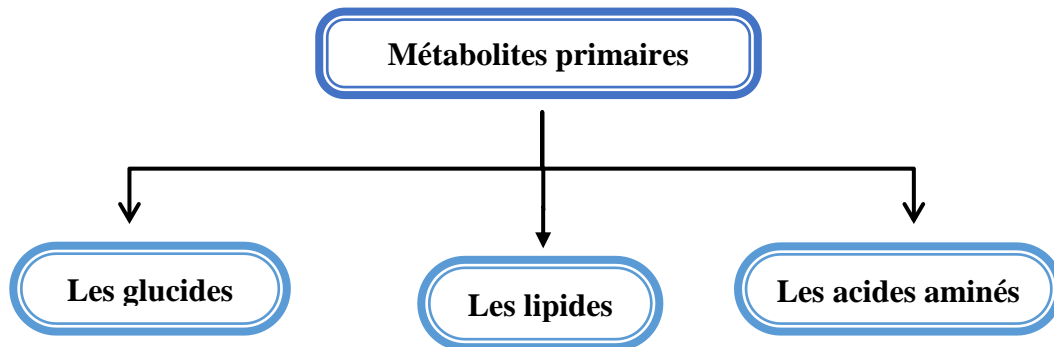 Métabolites primaires
Les glucides
Les lipides
Les acides aminés